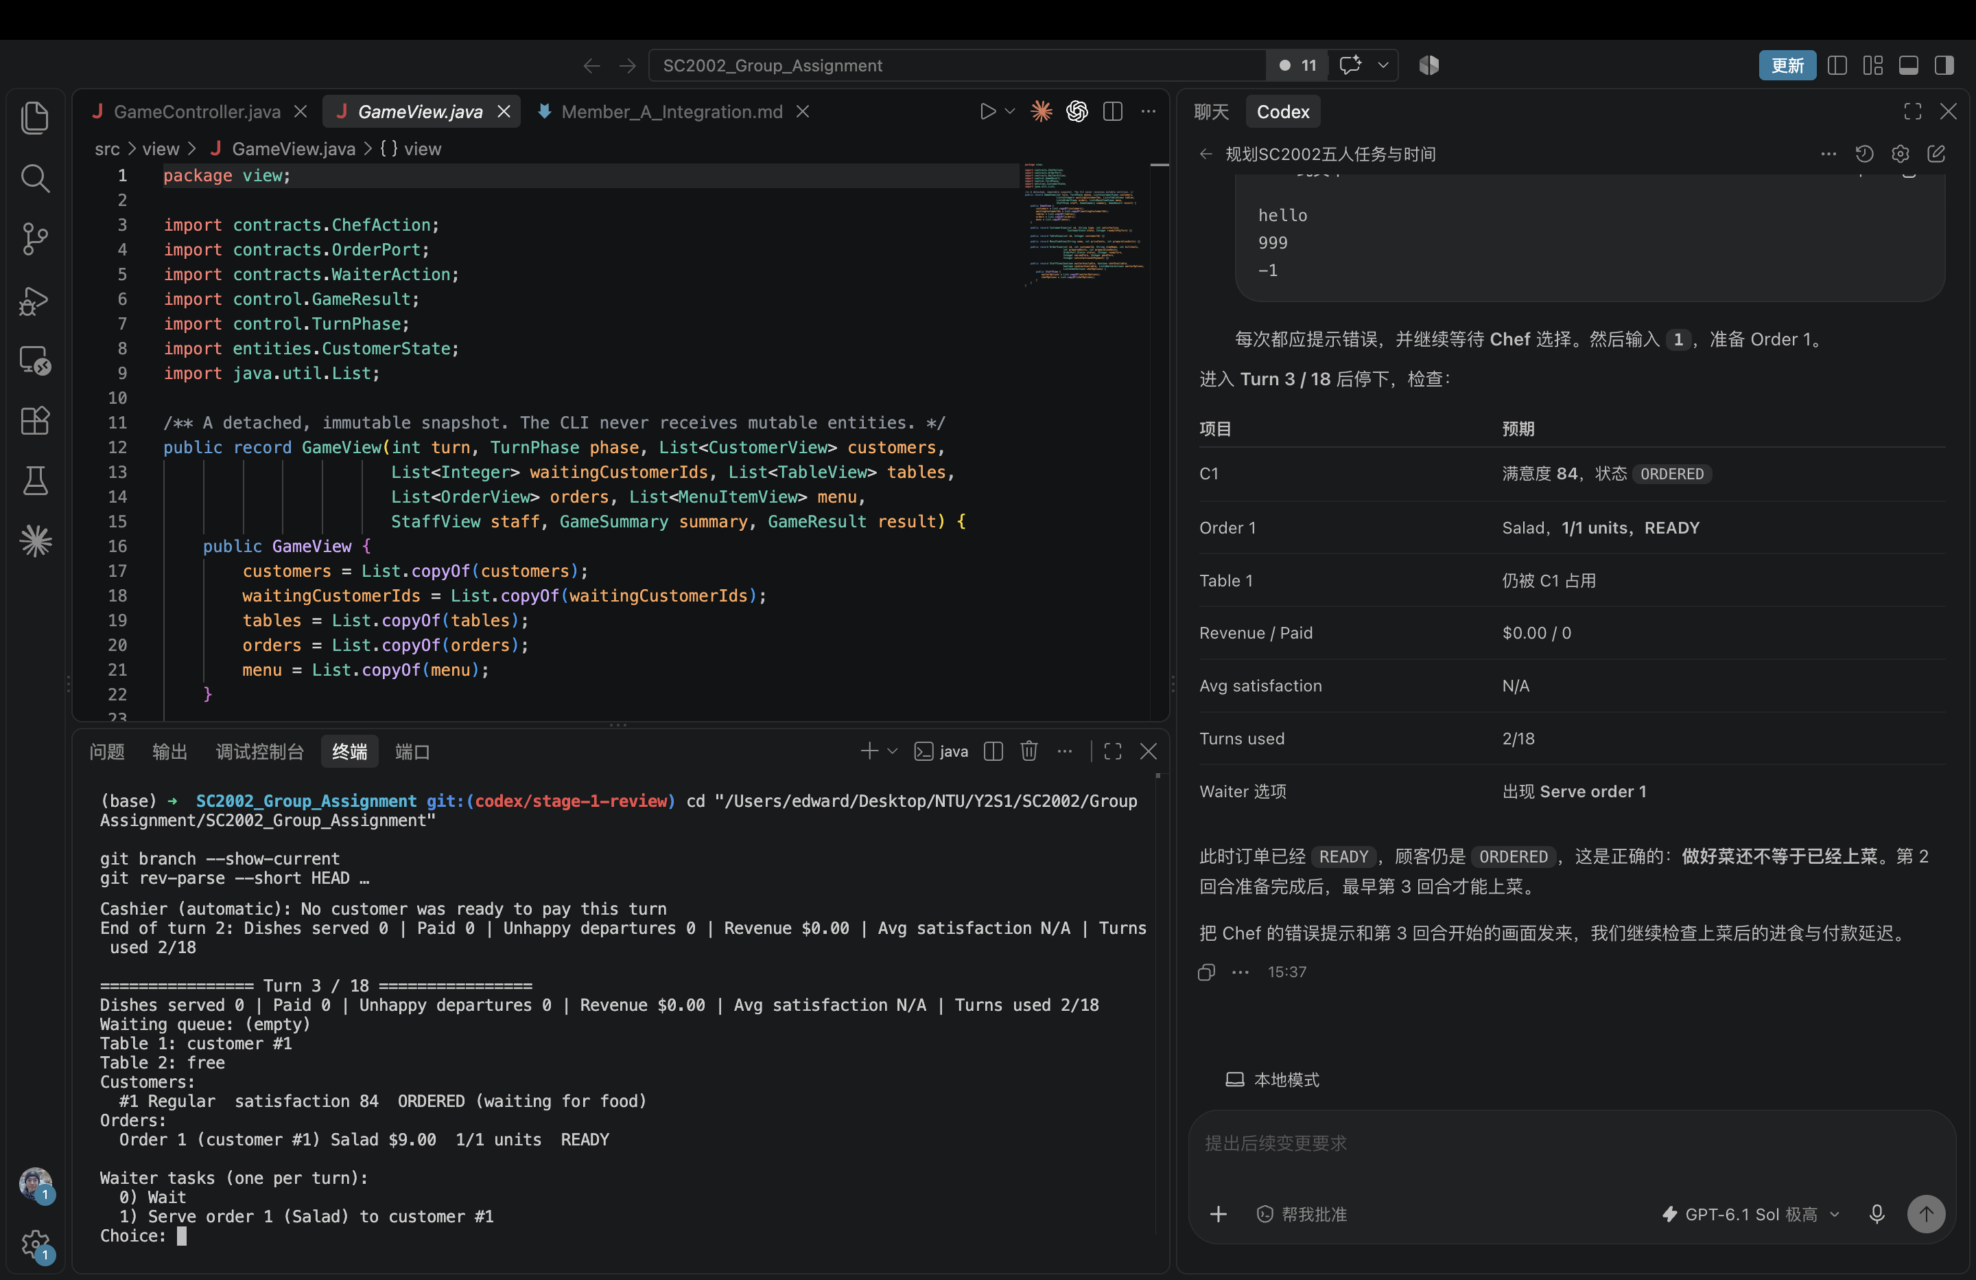 SC2002_Group_Assignment
11
更新
GameController.java
GameView.java
Member_A_Integration.md
src > view > J GameView.java > {} view
1 package view;
2
3 import contracts.ChefAction;
4 import contracts.OrderPort;
5 import contracts.WaiterAction;
6 import control.GameResult;
7 import control.TurnPhase;
8 import entities.CustomerState;
9 import java.util.List;
10
11 /** A detached, immutable snapshot. The CLI never receives mutable entities. */
12 public record GameView(int turn, TurnPhase phase, List<CustomerView> customers,
13 List<Integer> waitingCustomerIds, List<TableView> tables,
14 List<OrderView> orders, List<MenuItemView> menu,
15 StaffView staff, GameSummary summary, GameResult result) {
16 public GameView {
17 customers = List.copyOf(customers);
18 waitingCustomerIds = List.copyOf(waitingCustomerIds);
19 tables = List.copyOf(tables);
20 orders = List.copyOf(orders);
21 menu = List.copyOf(menu);
22 }
23
问题 输出 调试控制台 终端 端口
java
(base) ➜ SC2002_Group_Assignment git:(codex/stage-1-review) cd "/Users/edward/Desktop/NTU/Y2S1/SC2002/Group
Assignment/SC2002_Group_Assignment"
git branch --show-current
git rev-parse --short HEAD …
Cashier (automatic): No customer was ready to pay this turn
End of turn 2: Dishes served 0 | Paid 0 | Unhappy departures 0 | Revenue $0.00 | Avg satisfaction N/A | Turns
used 2/18
================ Turn 3 / 18 ================
Dishes served 0 | Paid 0 | Unhappy departures 0 | Revenue $0.00 | Avg satisfaction N/A | Turns used 2/18
Waiting queue: (empty)
Table 1: customer #1
Table 2: free
Customers:
#1 Regular satisfaction 84 ORDERED (waiting for food)
Orders:
Order 1 (customer #1) Salad $9.00 1/1 units READY
Waiter tasks (one per turn):
0) Wait
1) Serve order 1 (Salad) to customer #1
Choice:
1
1
聊天 Codex
规划SC2002五人任务与时间
hello
999
-1
每次都应提示错误，并继续等待 Chef 选择。然后输入 1 ，准备 Order 1。
进入 Turn 3 / 18 后停下，检查：
项目 预期
C1 满意度 84，状态 ORDERED
Order 1 Salad，1/1 units，READY
Table 1 仍被 C1 占用
Revenue / Paid $0.00 / 0
Avg satisfaction N/A
Turns used 2/18
Waiter 选项 出现 Serve order 1
此时订单已经 READY ，顾客仍是 ORDERED ，这是正确的：做好菜还不等于已经上菜。第 2
回合准备完成后，最早第 3 回合才能上菜。
把 Chef 的错误提示和第 3 回合开始的画面发来，我们继续检查上菜后的进食与付款延迟。
15:37
本地模式
提出后续变更要求
帮我批准
GPT-6.1 Sol 极高